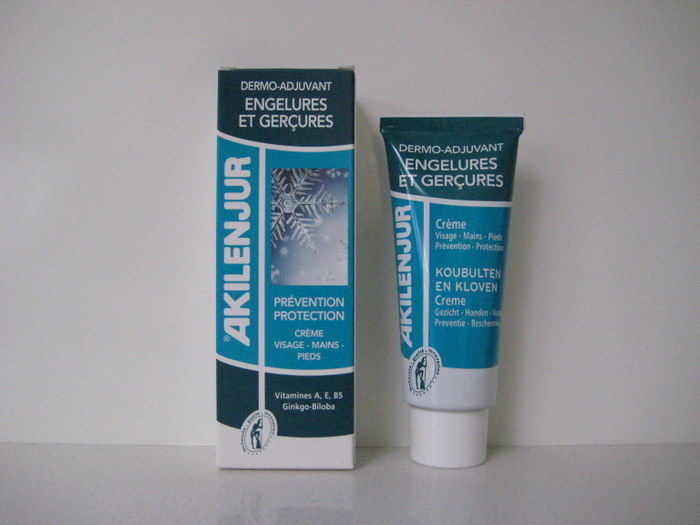 DERMO-ADJUVANT
ENGELURES
ET GERÇURES
®AKILENJUR
PRÉVENTION
PROTECTION
CRÈME
VISAGE - MAINS -
PIEDS
Vitamines A, E, B5
Ginkgo-Biloba
DERMO-ADJUVANT
ENGELURES
ET GERÇURES
AKILENJUR
Crème
Visage - Mains - Pieds
Prévention - Protection
KOUBULTEN
EN KLOVEN
Creme
Gezicht - Handen -
Preventie -